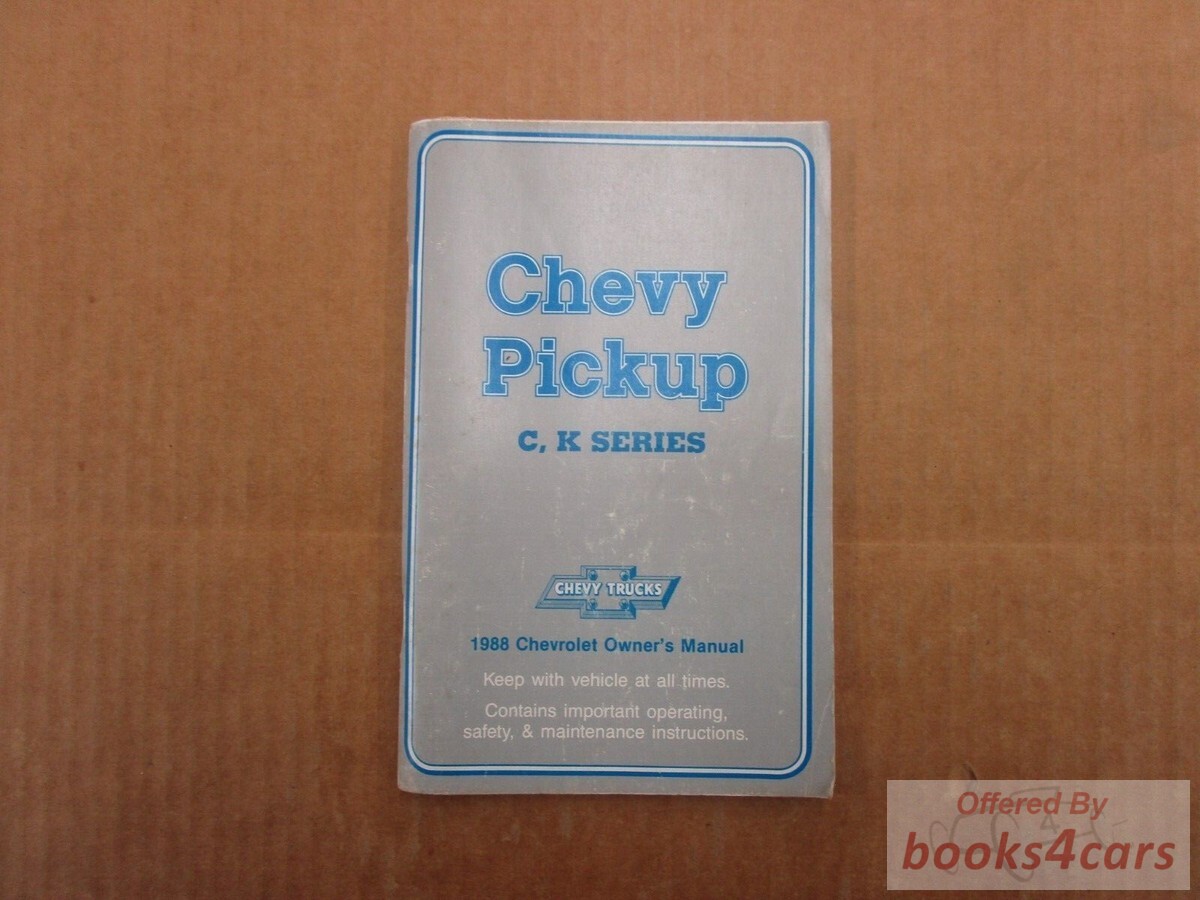 Chevy
Pickup
C, K SERIES
CHEVY TRUCKS
1988 Chevrolet Owner's Manual
Keep with vehicle at all times.
Contains important operating,
safety, & maintenance instructions.
Offered By
books4cars